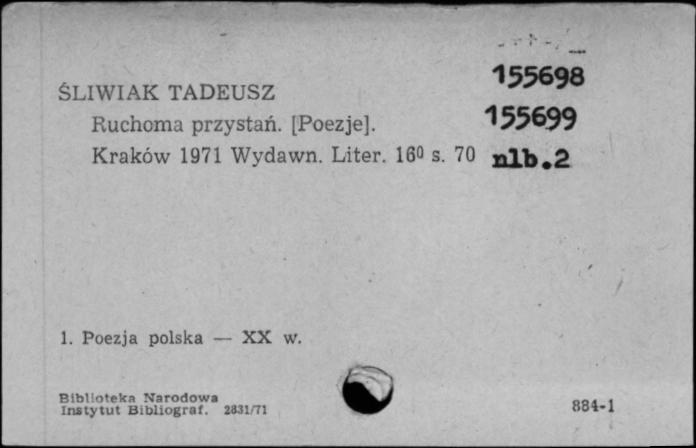 155698
ŚLIWIAK TADEUSZ
155699
Ruchoma przystań. [Poezje].
Kraków 1971 Wydawn. Liter. 16⁰ s. 70 nlb.2
1. Poezja polska — XX w.
Biblioteka Narodowa
Instytut Bibliograf. 2831/71
884-1